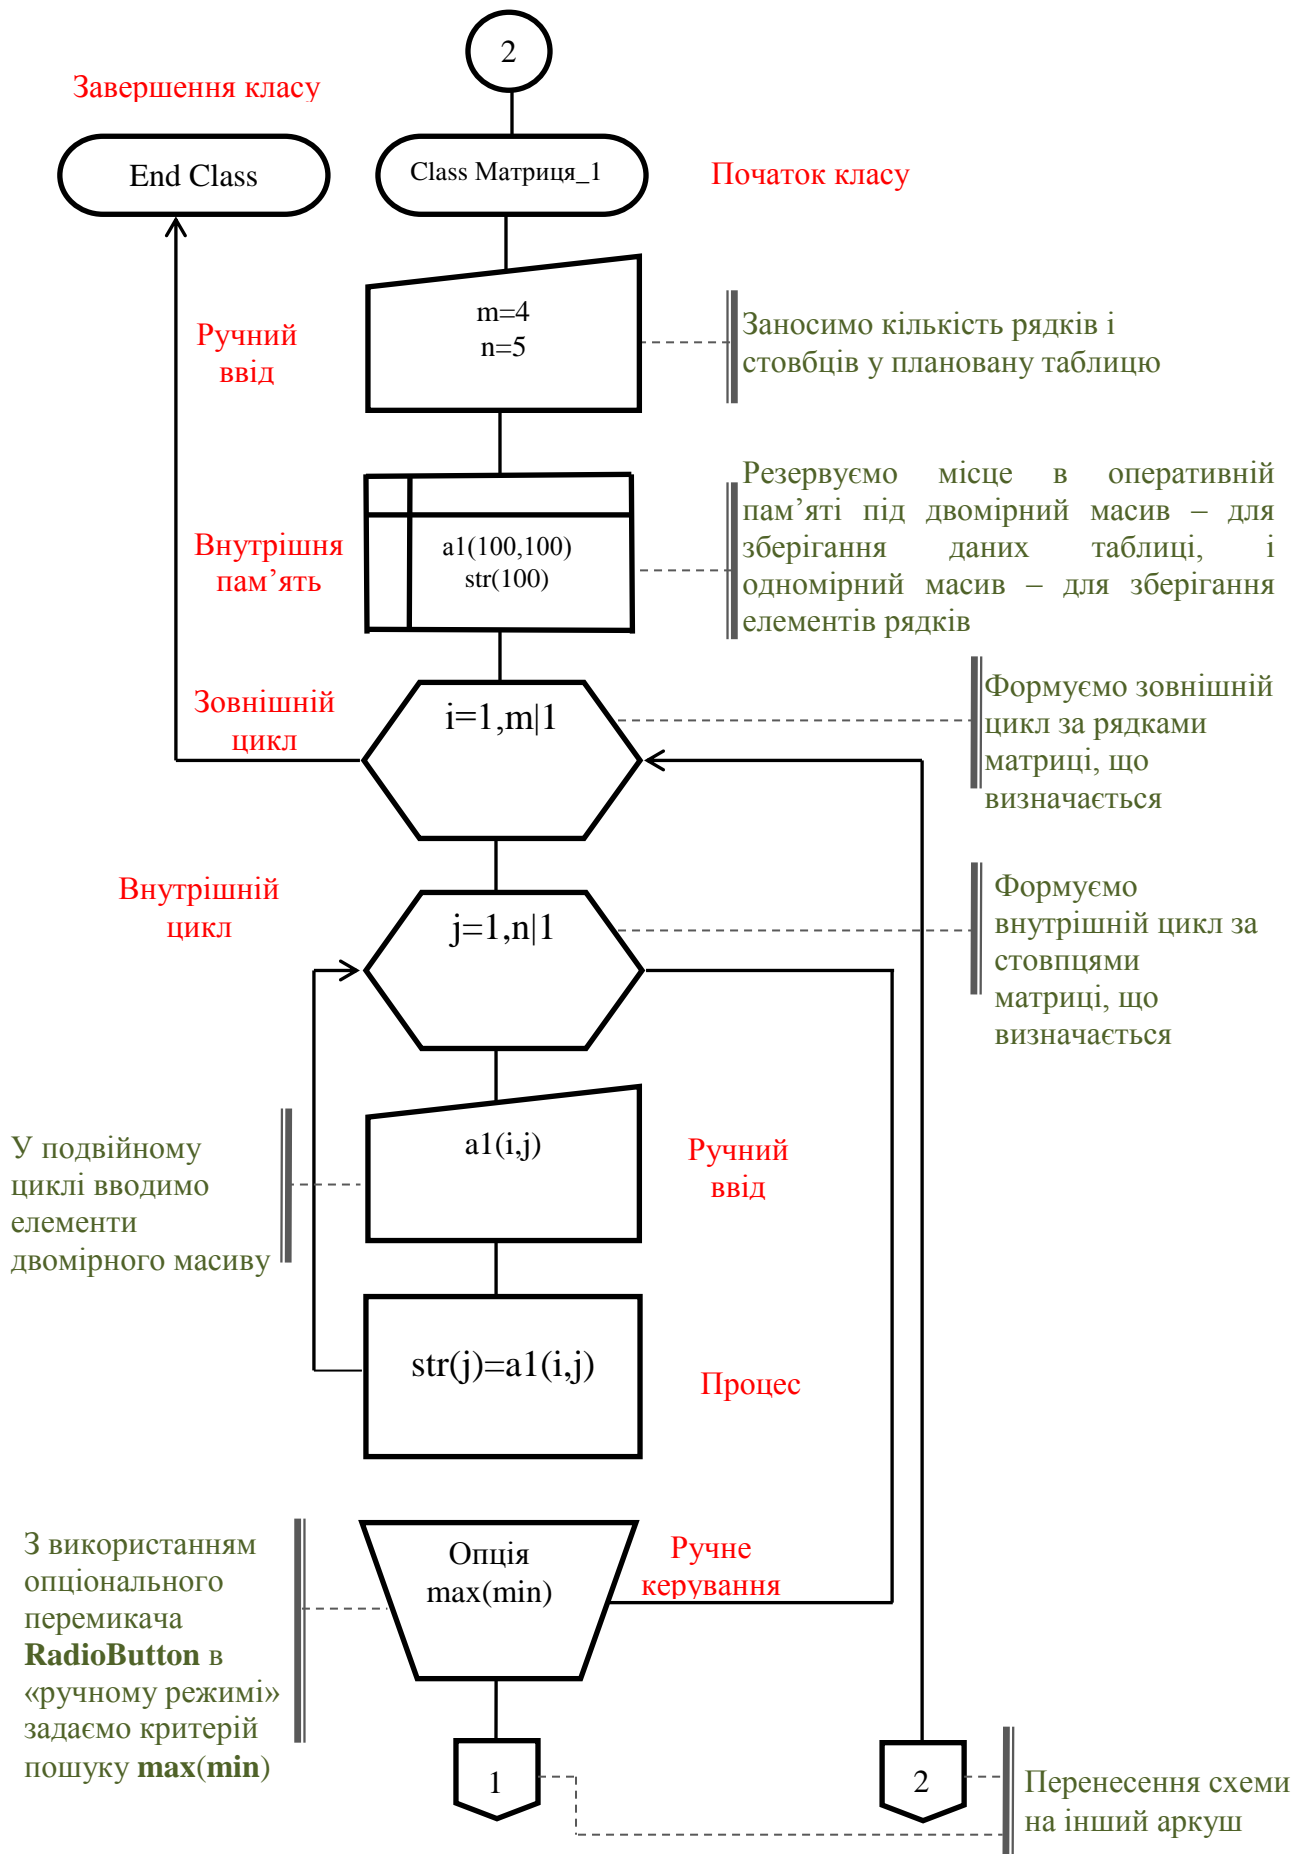 2
Завершення класу
End Class
Class Матриця_1
Початок класу
m=4
n=5
Ручний
ввід
Заносимо кількість рядків і
стовбців у плановану таблицю
Внутрішня
пам’ять
a1(100,100)
str(100)
Резервуємо місце в оперативній
пам’яті під двомірний масив – для
зберігання даних таблиці, і
одномірний масив – для зберігання
елементів рядків
Зовнішній
цикл
i=1,m|1
Формуємо зовнішній
цикл за рядками
матриці, що
визначається
Внутрішній
цикл
j=1,n|1
Формуємо
внутрішній цикл за
стовпцями
матриці, що
визначається
У подвійному
циклі вводимо
елементи
двомірного масиву
a1(i,j)
Ручний
ввід
str(j)=a1(i,j)
Процес
З використанням
опціонального
перемикача
RadioButton в
«ручному режимі»
задаємо критерій
пошуку max(min)
Опція
max(min)
Ручне
керування
1
2
Перенесення схеми
на інший аркуш